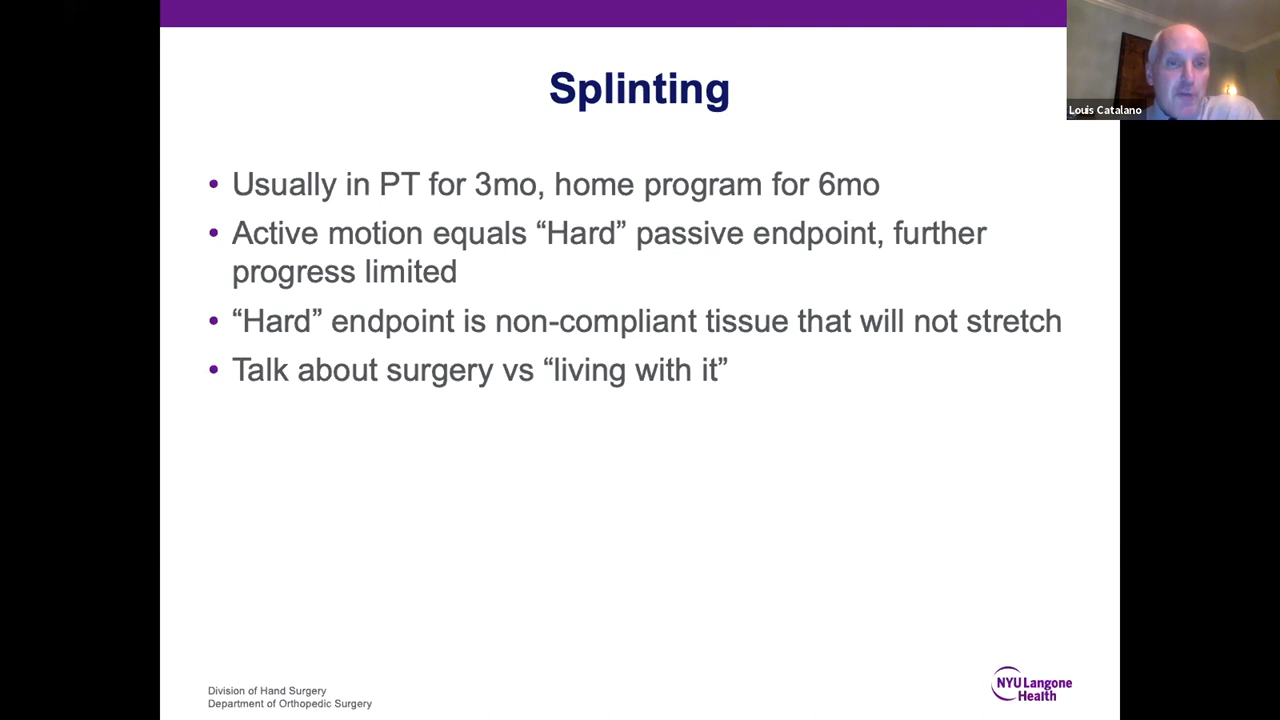 Splinting
Louis Catalano
• Usually in PT for 3mo, home program for 6mo
• Active motion equals “Hard” passive endpoint, further
progress limited
• “Hard” endpoint is non-compliant tissue that will not stretch
• Talk about surgery vs “living with it”
Division of Hand Surgery
Department of Orthopedic Surgery
NYU Langone
Health